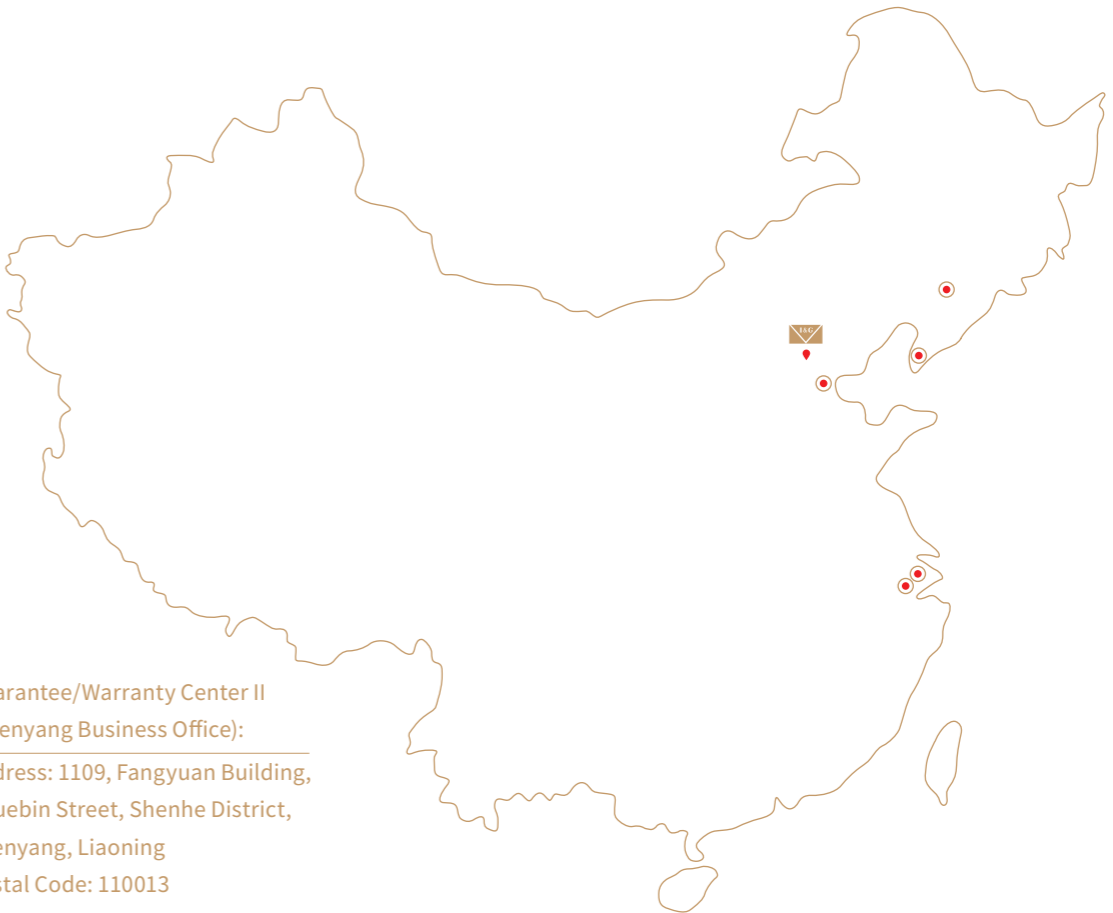 I&G
arantee/Warranty Center II
enyang Business Office):
dress: 1109, Fangyuan Building,
uebin Street, Shenhe District,
enyang, Liaoning
stal Code: 110013